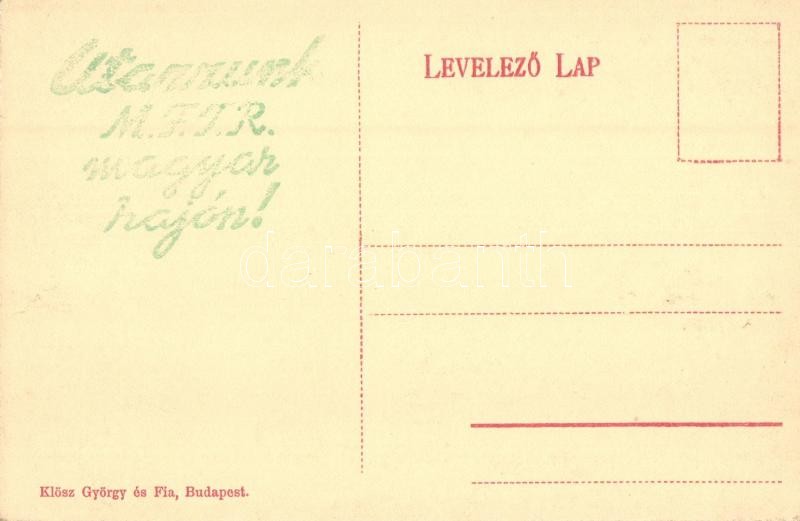 Utazzunk
M.F.T.R.
magyar
hajón!
LEVELEZŐ LAP
darabanth
Klösz György és Fia, Budapest.